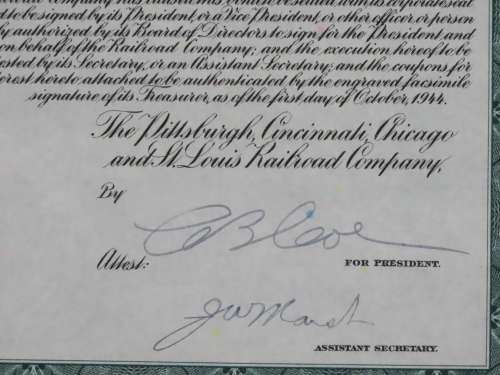 to be signed by its President, or a Vice President, or other officer or person
authorized by its Board of Directors to sign for the President and
on behalf of the Railroad Company; and the execution hereof to be
attested by its Secretary, or an Assistant Secretary; and the coupons for
interest hereto attached to be authenticated by the engraved facsimile
signature of its Treasurer, as of the first day of October, 1944.
The Pittsburgh, Cincinnati, Chicago
and St. Louis Railroad Company,
By
Attest:
FOR PRESIDENT.
ASSISTANT SECRETARY.